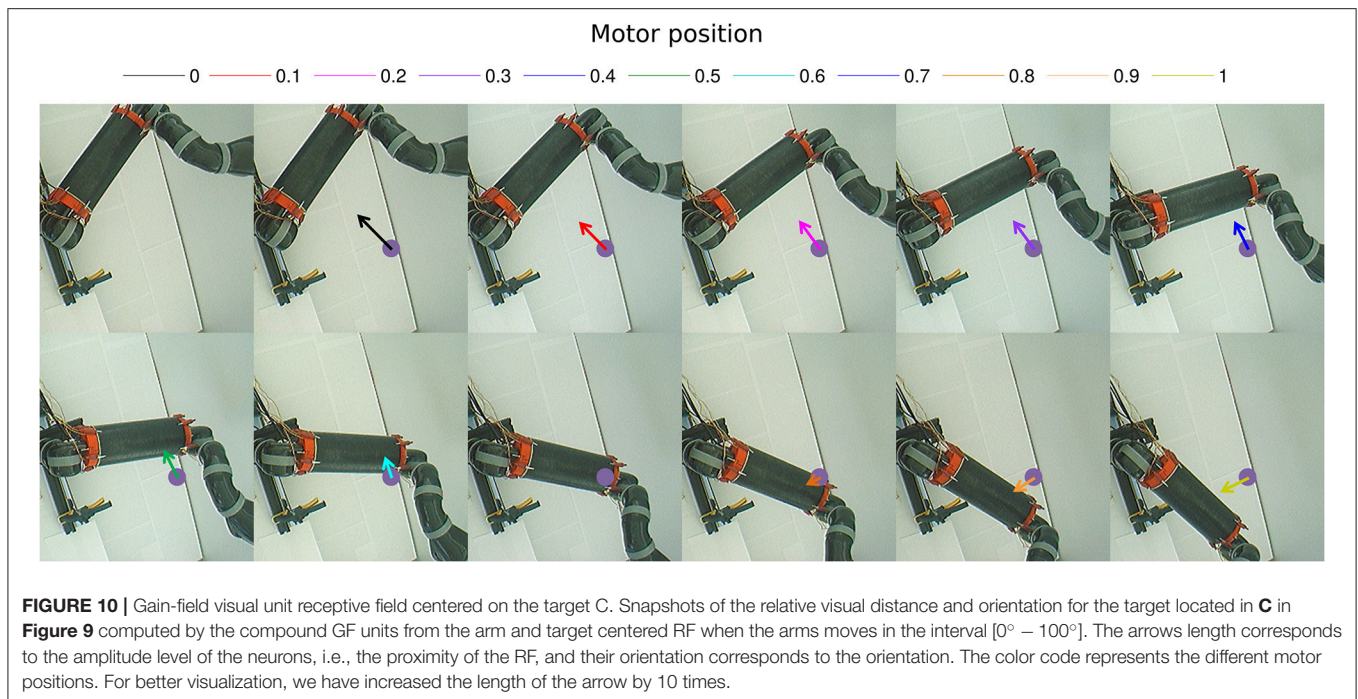 Motor position
0 0.1 0.2 0.3 0.4 0.5 0.6 0.7 0.8 0.9 1
FIGURE 10 | Gain-field visual unit receptive field centered on the target C. Snapshots of the relative visual distance and orientation for the target located in C in
Figure 9 computed by the compound GF units from the arm and target centered RF when the arms moves in the interval [0° − 100°]. The arrows length corresponds
to the amplitude level of the neurons, i.e., the proximity of the RF, and their orientation corresponds to the orientation. The color code represents the different motor
positions. For better visualization, we have increased the length of the arrow by 10 times.